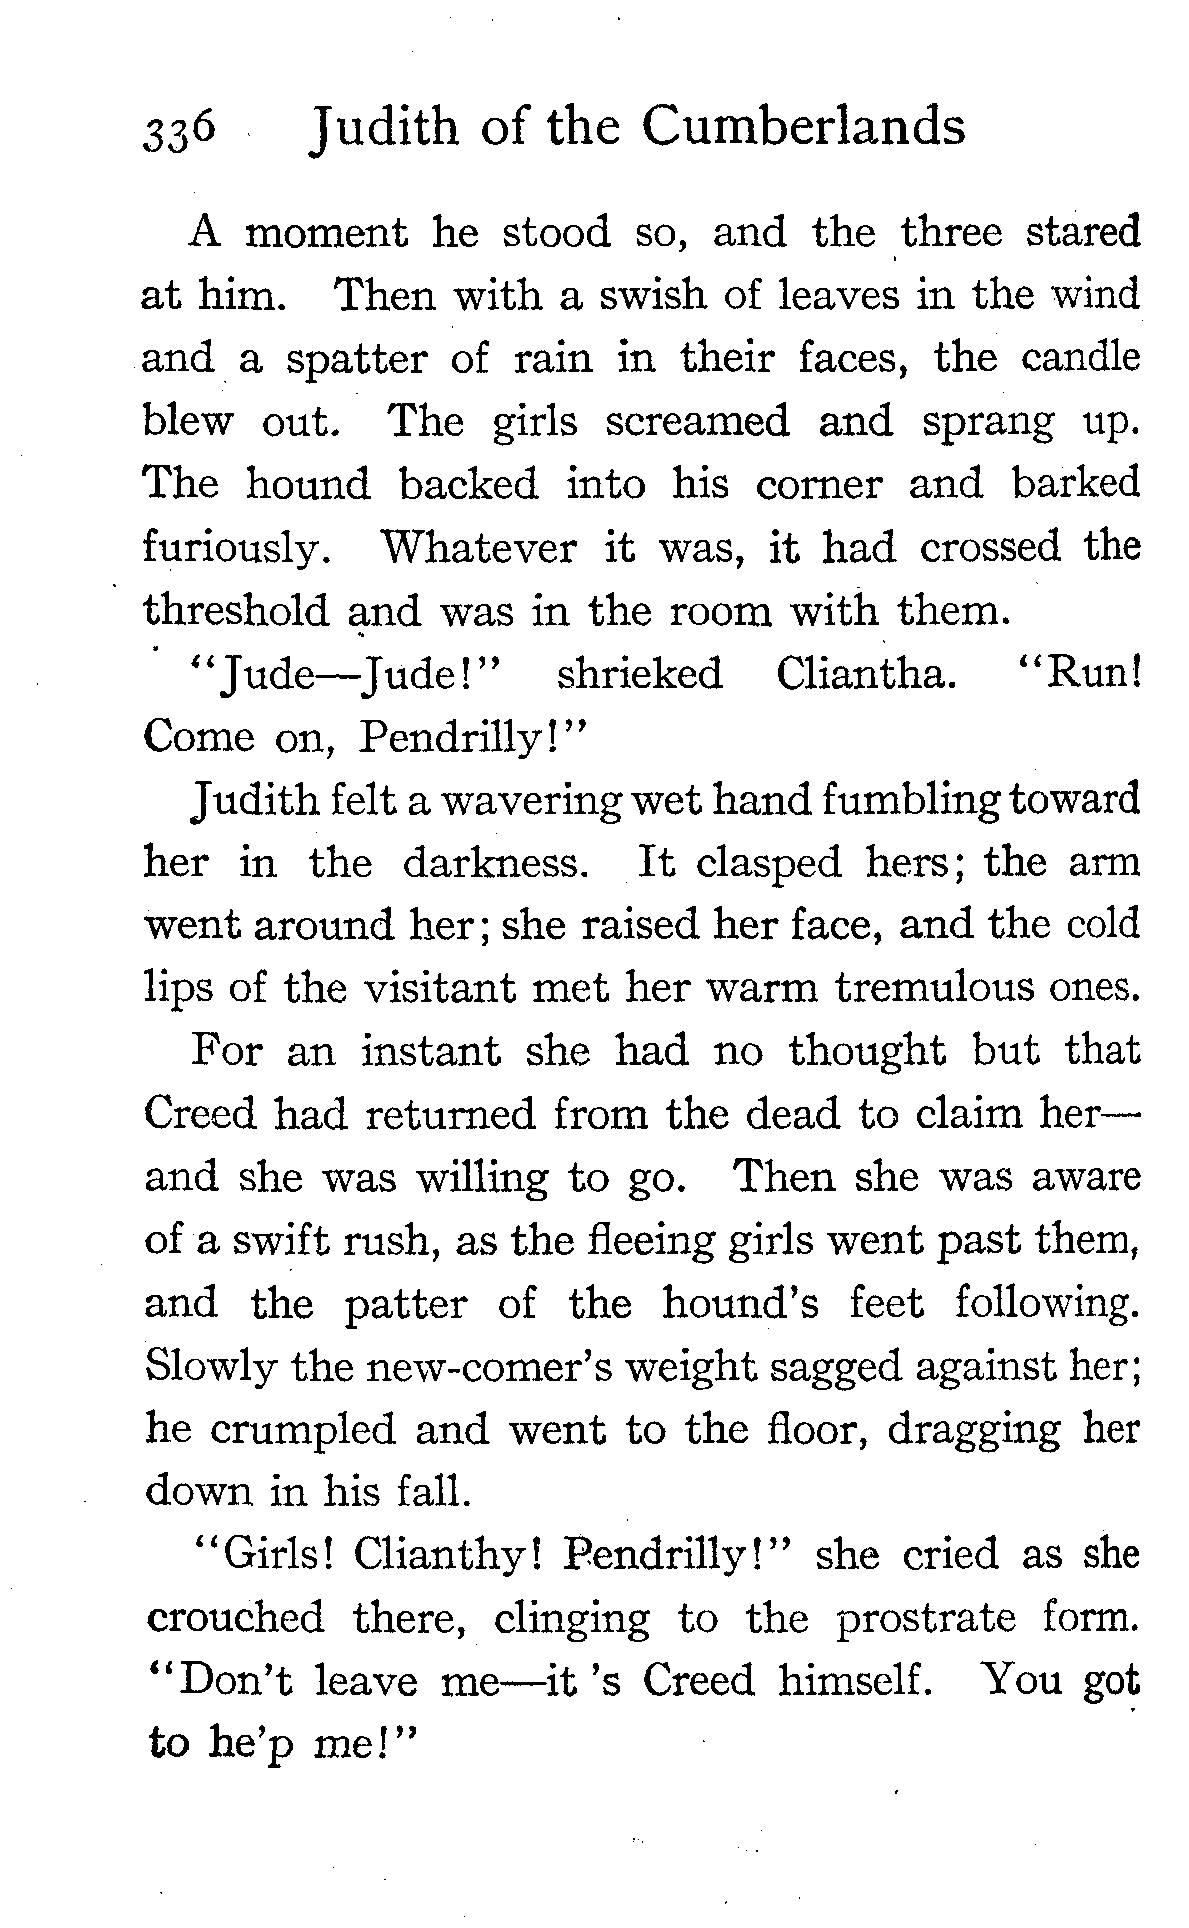 336 Judith of the Cumberlands
A moment he stood so, and the three stared
at him. Then with a swish of leaves in the wind
and a spatter of rain in their faces, the candle
blew out. The girls screamed and sprang up.
The hound backed into his corner and barked
furiously. Whatever it was, it had crossed the
threshold and was in the room with them.
"Jude—Jude!" shrieked Cliantha. "Run!
Come on, Pendrilly!"
Judith felt a wavering wet hand fumbling toward
her in the darkness. It clasped hers; the arm
went around her; she raised her face, and the cold
lips of the visitant met her warm tremulous ones.
For an instant she had no thought but that
Creed had returned from the dead to claim her—
and she was willing to go. Then she was aware
of a swift rush, as the fleeing girls went past them,
and the patter of the hound's feet following.
Slowly the new-comer's weight sagged against her;
he crumpled and went to the floor, dragging her
down in his fall.
"Girls! Clianthy! Pendrilly!" she cried as she
crouched there, clinging to the prostrate form.
"Don't leave me—it 's Creed himself. You got
to he'p me!"